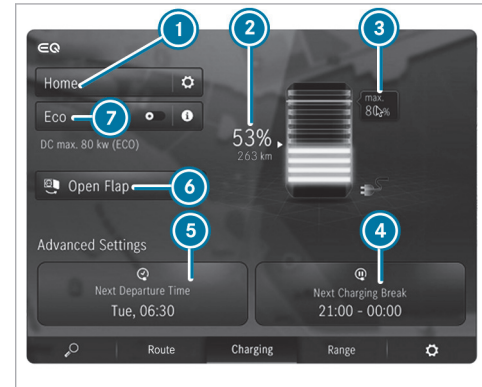 1
2
3
EQ
Home
max.
80 %
Eco
7
DC max. 80 kw (ECO)
53%
263 km
Open Flap
6
Advanced Settings
5
4
Next Departure Time
Tue, 06:30
Next Charging Break
21:00 - 00:00
Route
Charging
Range